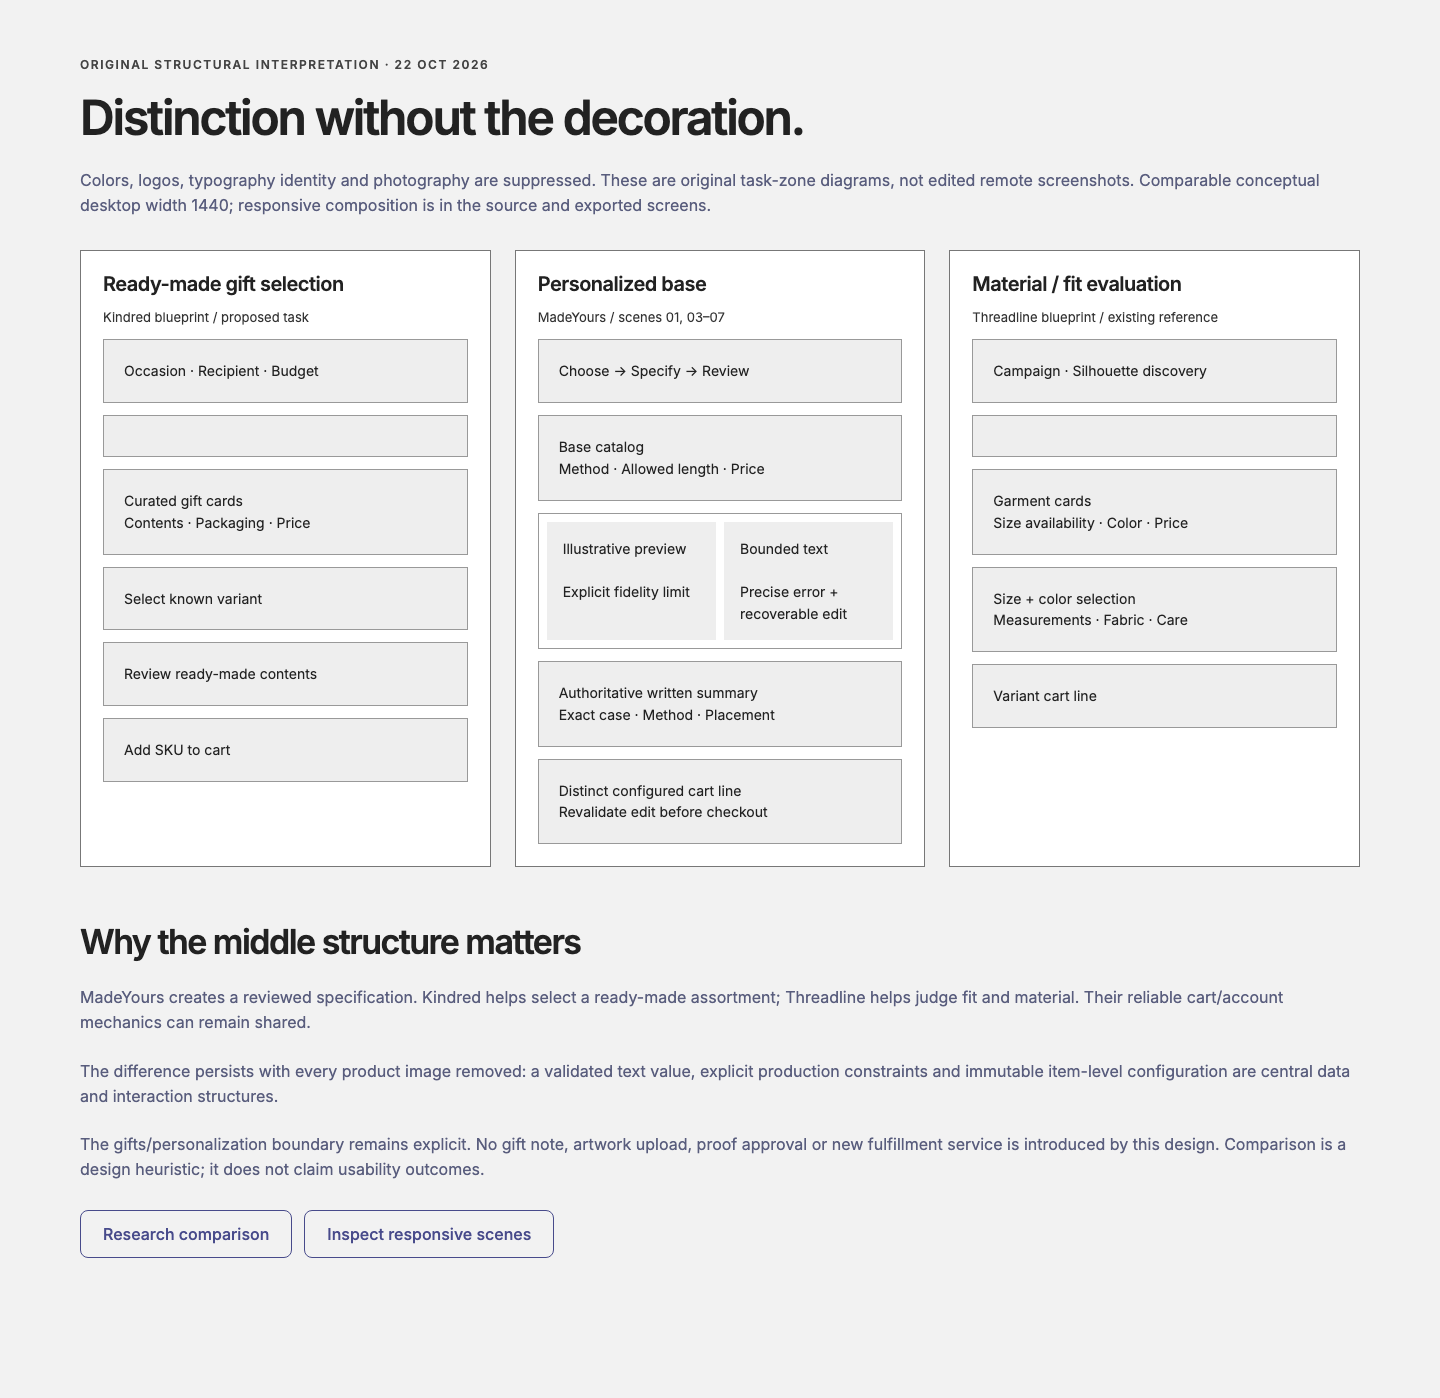 ORIGINAL STRUCTURAL INTERPRETATION · 22 OCT 2026
Distinction without the decoration.
Colors, logos, typography identity and photography are suppressed. These are original task-zone diagrams, not edited remote screenshots. Comparable conceptual
desktop width 1440; responsive composition is in the source and exported screens.
Ready-made gift selection
Kindred blueprint / proposed task
Occasion · Recipient · Budget
Curated gift cards
Contents · Packaging · Price
Select known variant
Review ready-made contents
Add SKU to cart
Personalized base
MadeYours / scenes 01, 03–07
Choose → Specify → Review
Base catalog
Method · Allowed length · Price
Illustrative preview
Explicit fidelity limit
Bounded text
Precise error +
recoverable edit
Authoritative written summary
Exact case · Method · Placement
Distinct configured cart line
Revalidate edit before checkout
Material / fit evaluation
Threadline blueprint / existing reference
Campaign · Silhouette discovery
Garment cards
Size availability · Color · Price
Size + color selection
Measurements · Fabric · Care
Variant cart line
Why the middle structure matters
MadeYours creates a reviewed specification. Kindred helps select a ready-made assortment; Threadline helps judge fit and material. Their reliable cart/account
mechanics can remain shared.
The difference persists with every product image removed: a validated text value, explicit production constraints and immutable item-level configuration are central data
and interaction structures.
The gifts/personalization boundary remains explicit. No gift note, artwork upload, proof approval or new fulfillment service is introduced by this design. Comparison is a
design heuristic; it does not claim usability outcomes.
Research comparison
Inspect responsive scenes